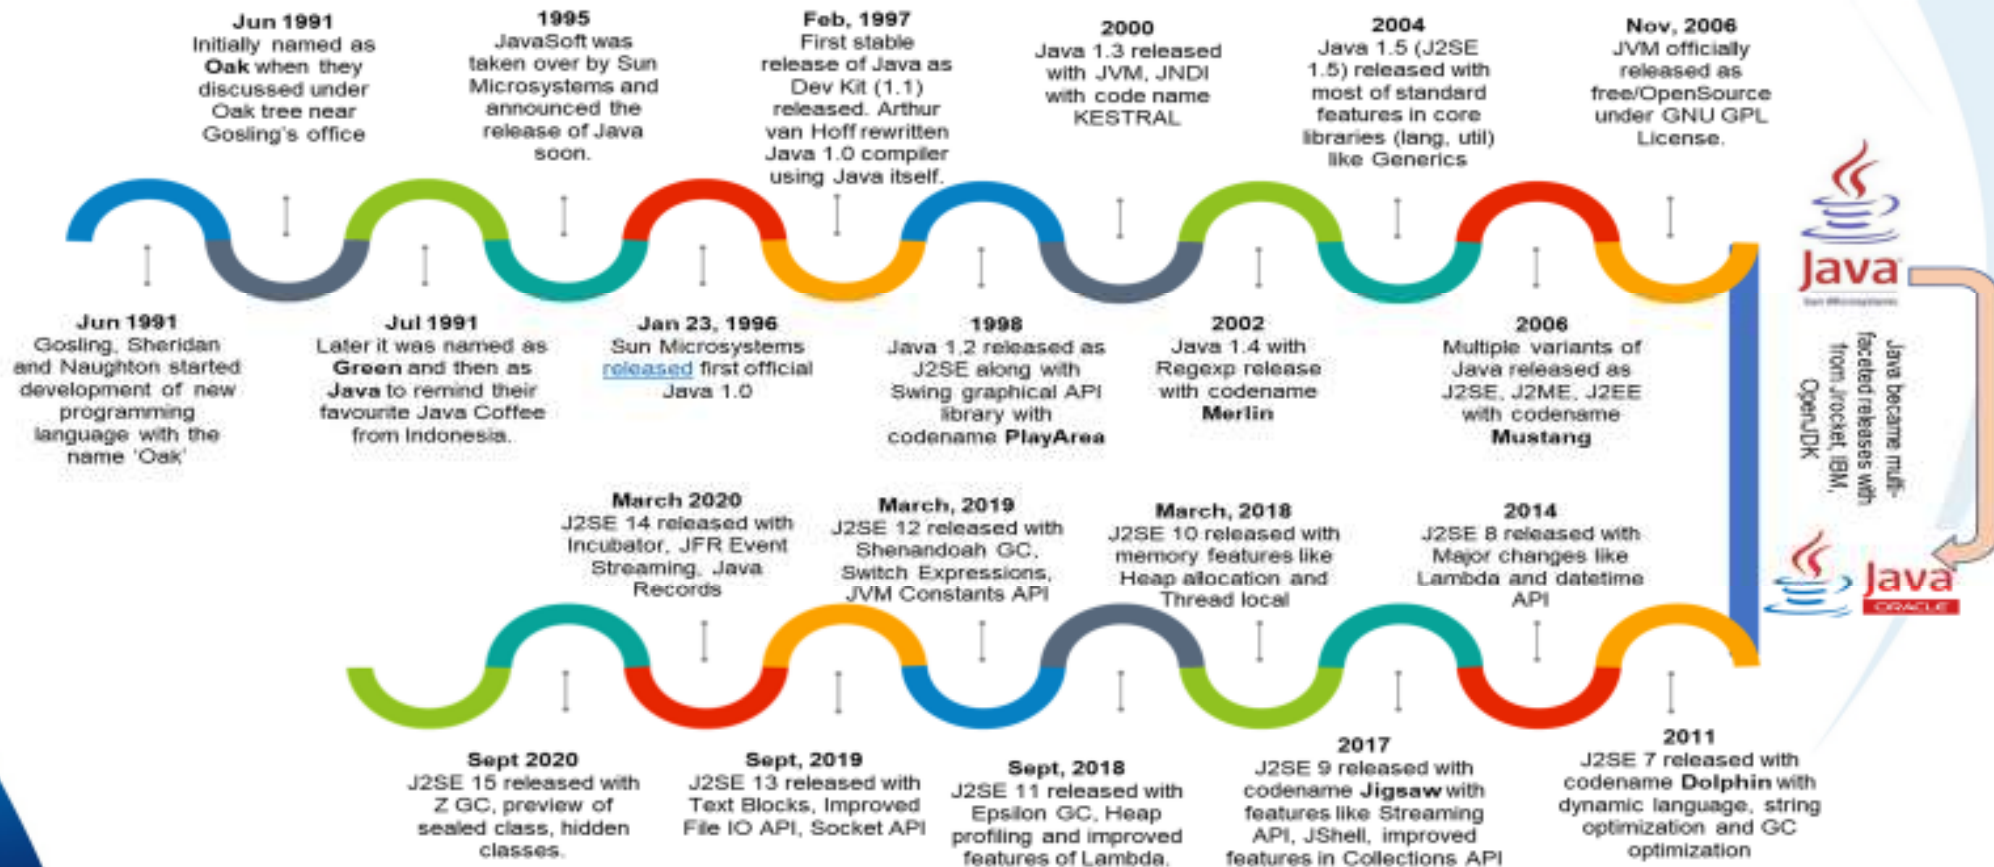 Jun 1991
Initially named as
Oak when they
discussed under
Oak tree near
Gosling's office
1995
JavaSoft was
taken over by Sun
Microsystems and
announced the
release of Java
soon.
Feb, 1997
First stable
release of Java as
Dev Kit (1.1)
released. Arthur
van Hoff rewritten
Java 1.0 compiler
using Java itself.
2000
Java 1.3 released
with JVM, JNDI
with code name
KESTRAL
2004
Java 1.5 (J2SE
1.5) released with
most of standard
features in core
libraries (lang, util)
like Generics
Nov, 2006
JVM officially
released as
free/OpenSource
under GNU GPL
License.
Jun 1991
Gosling, Sheridan
and Naughton started
development of new
programming
language with the
name 'Oak'
Jul 1991
Later it was named as
Green and then as
Java to remind their
favourite Java Coffee
from Indonesia.
Jan 23, 1996
Sun Microsystems
released first official
Java 1.0
1998
Java 1.2 released as
J2SE along with
Swing graphical API
library with
codename PlayArea
2002
Java 1.4 with
Regexp release
with codename
Merlin
2006
Multiple variants of
Java released as
J2SE, J2ME, J2EE
with codename
Mustang
Java
Sun Microsystems
Java became multi-
faceted releases with
from Jrocket, IBM,
OpenJDK
Java
ORACLE
March 2020
J2SE 14 released with
Incubator, JFR Event
Streaming, Java
Records
March, 2019
J2SE 12 released with
Shenandoah GC,
Switch Expressions,
JVM Constants API
March, 2018
J2SE 10 released with
memory features like
Heap allocation and
Thread local
2014
J2SE 8 released with
Major changes like
Lambda and datetime
API
Sept 2020
J2SE 15 released with
Z GC, preview of
sealed class, hidden
classes.
Sept, 2019
J2SE 13 released with
Text Blocks, Improved
File IO API, Socket API
Sept, 2018
J2SE 11 released with
Epsilon GC, Heap
profiling and improved
features of Lambda.
2017
J2SE 9 released with
codename Jigsaw with
features like Streaming
API, JShell, improved
features in Collections API
2011
J2SE 7 released with
codename Dolphin with
dynamic language, string
optimization and GC
optimization